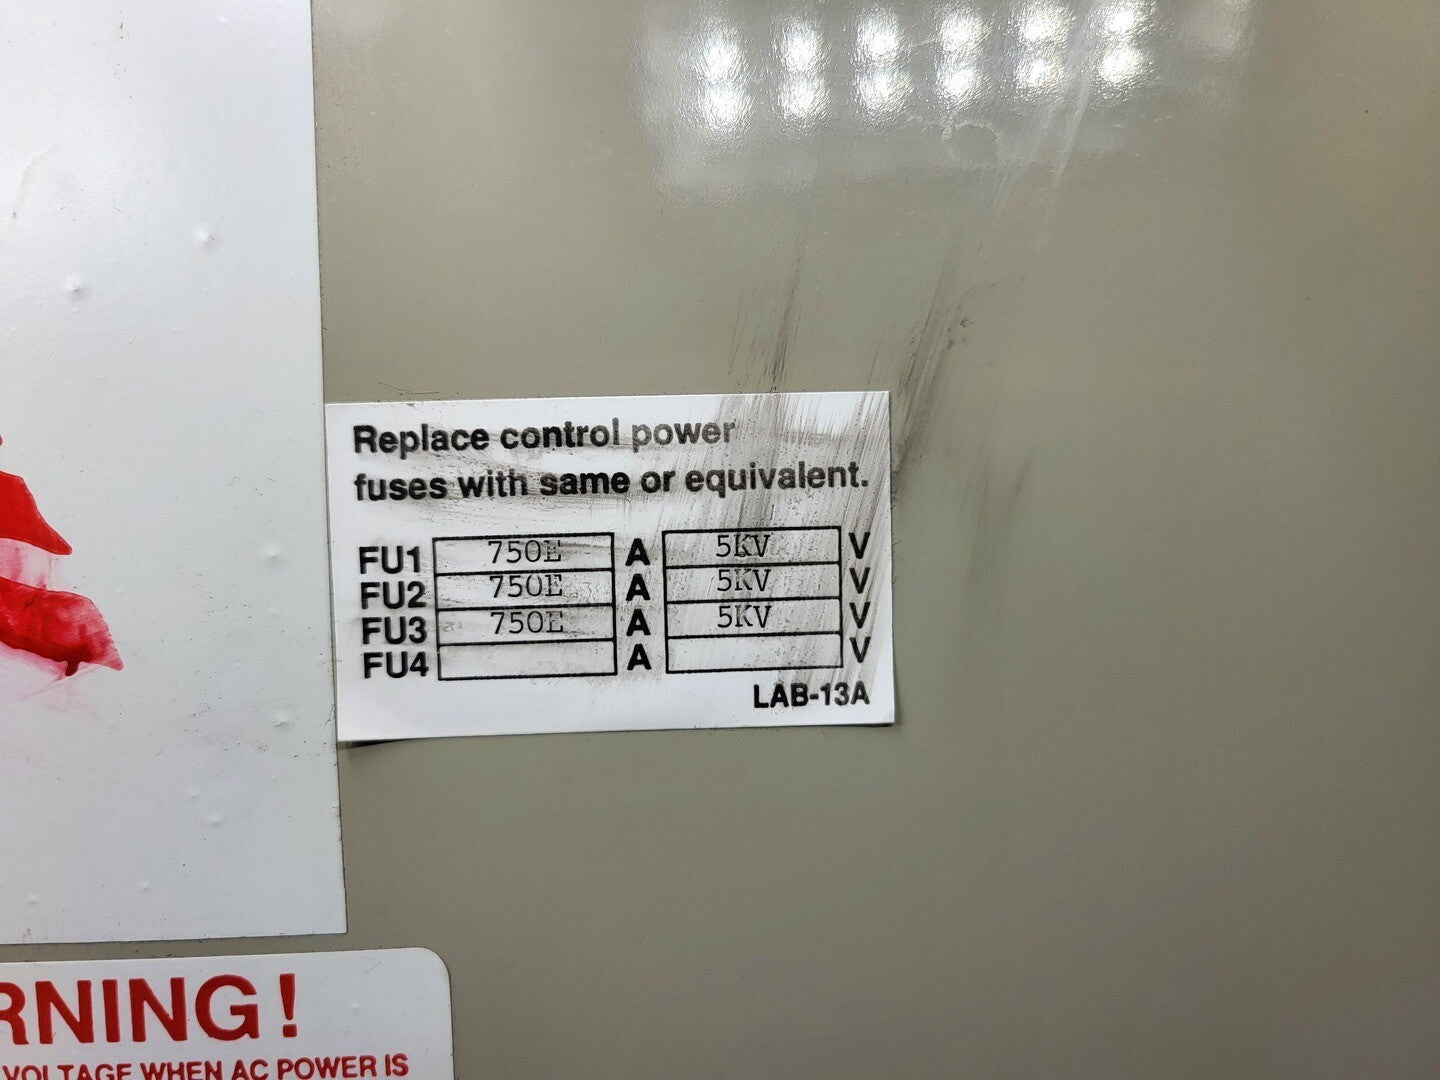 Replace control power
fuses with same or equivalent.
FU1 750E A 5KV V
FU2 750E A 5KV V
FU3 750E A 5KV V
FU4 A V
LAB-13A
RNING!
VOLTAGE WHEN AC POWER IS